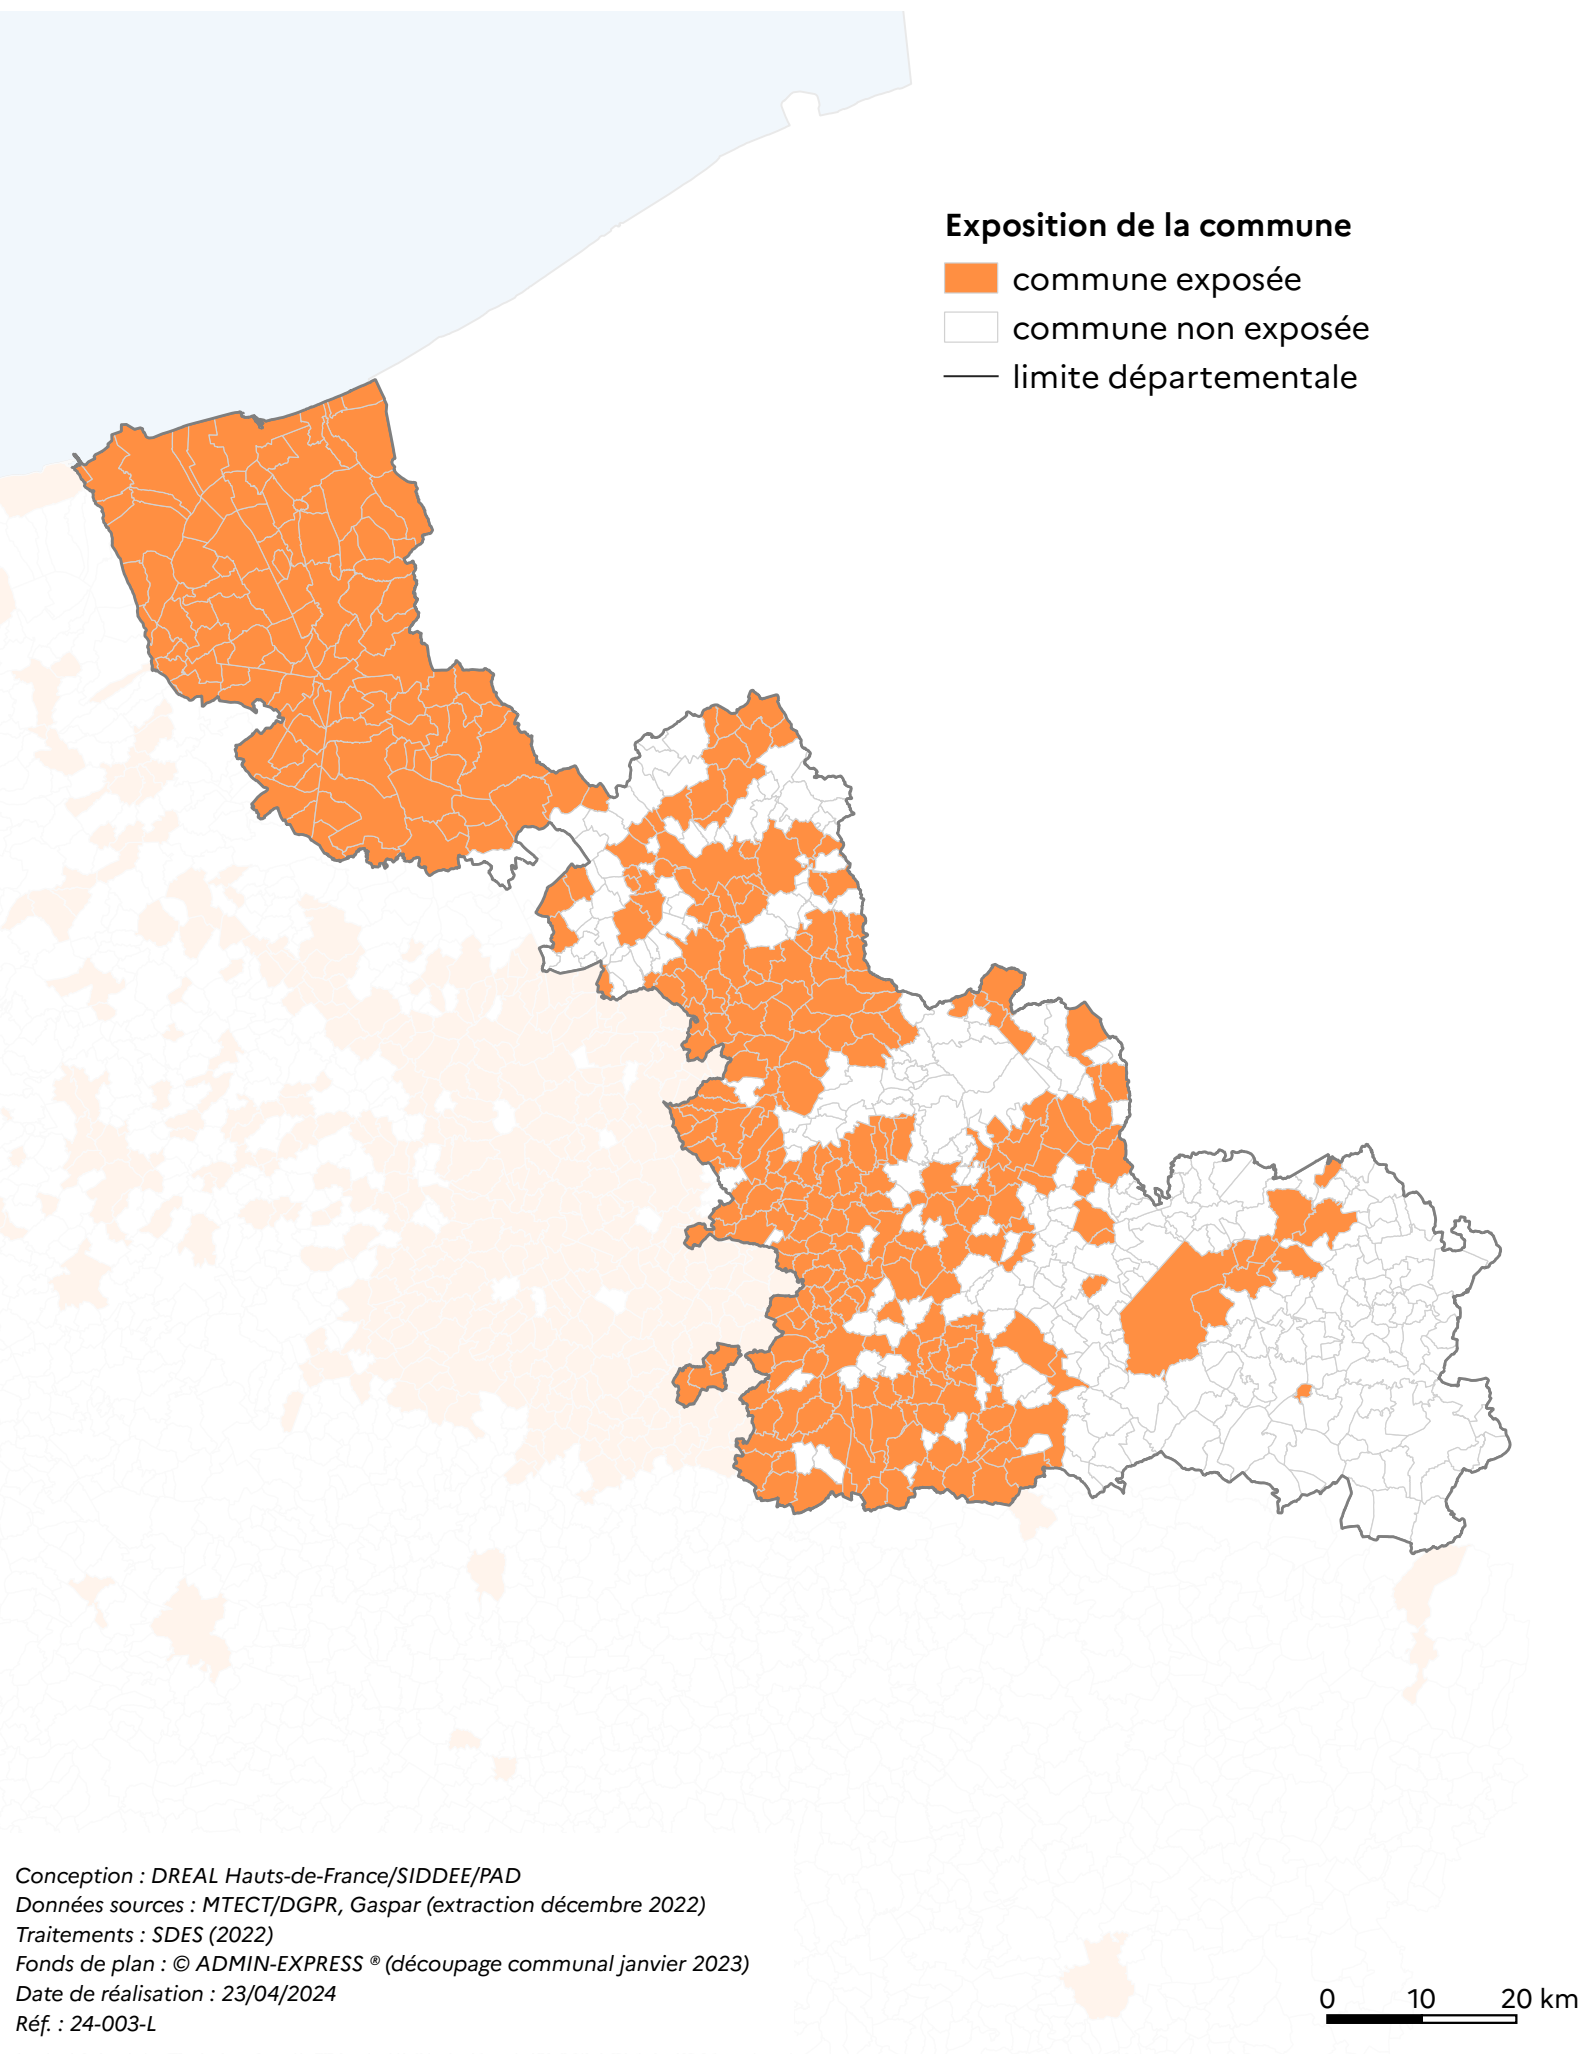 Exposition de la commune
commune exposée
commune non exposée
limite départementale
Conception : DREAL Hauts-de-France/SIDDEE/PAD
Données sources : MTECT/DGPR, Gaspar (extraction décembre 2022)
Traitements : SDES (2022)
Fonds de plan : © ADMIN-EXPRESS ® (découpage communal janvier 2023)
Date de réalisation : 23/04/2024
Réf. : 24-003-L
0 10 20 km